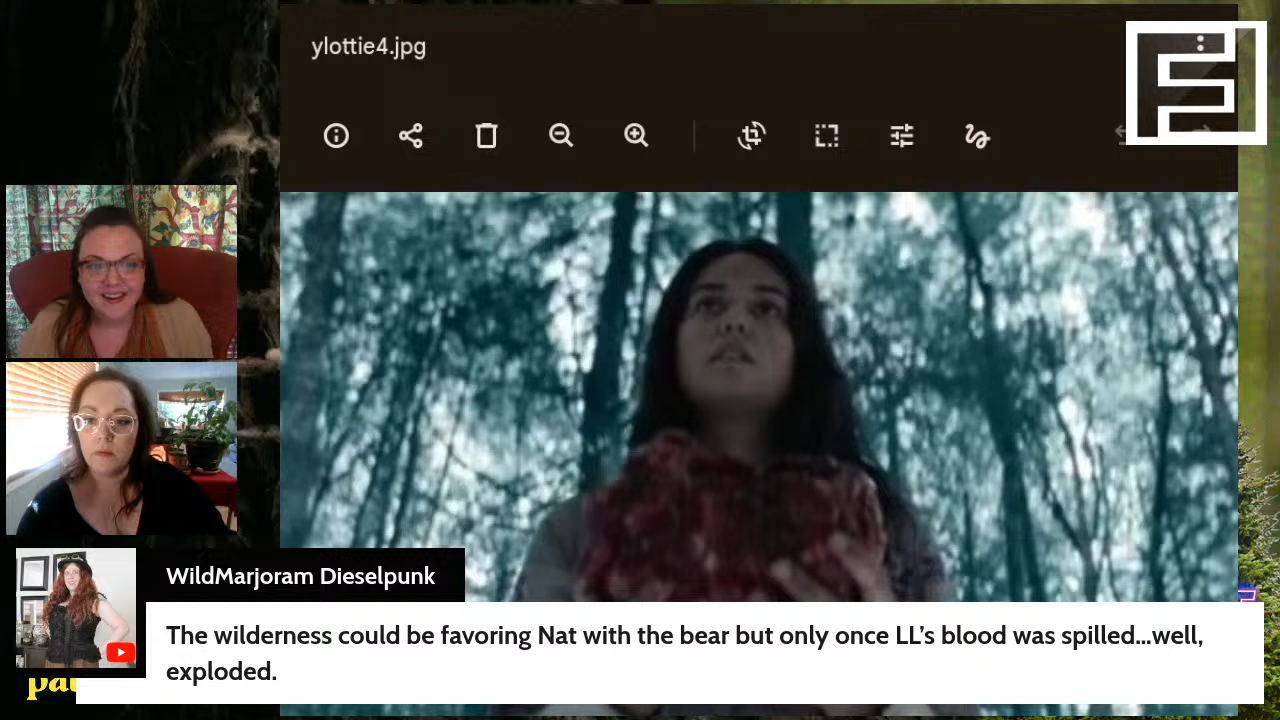 ylottie4.jpg
WildMarjoram Dieselpunk
The wilderness could be favoring Nat with the bear but only once LL's blood was spilled...well,
exploded.